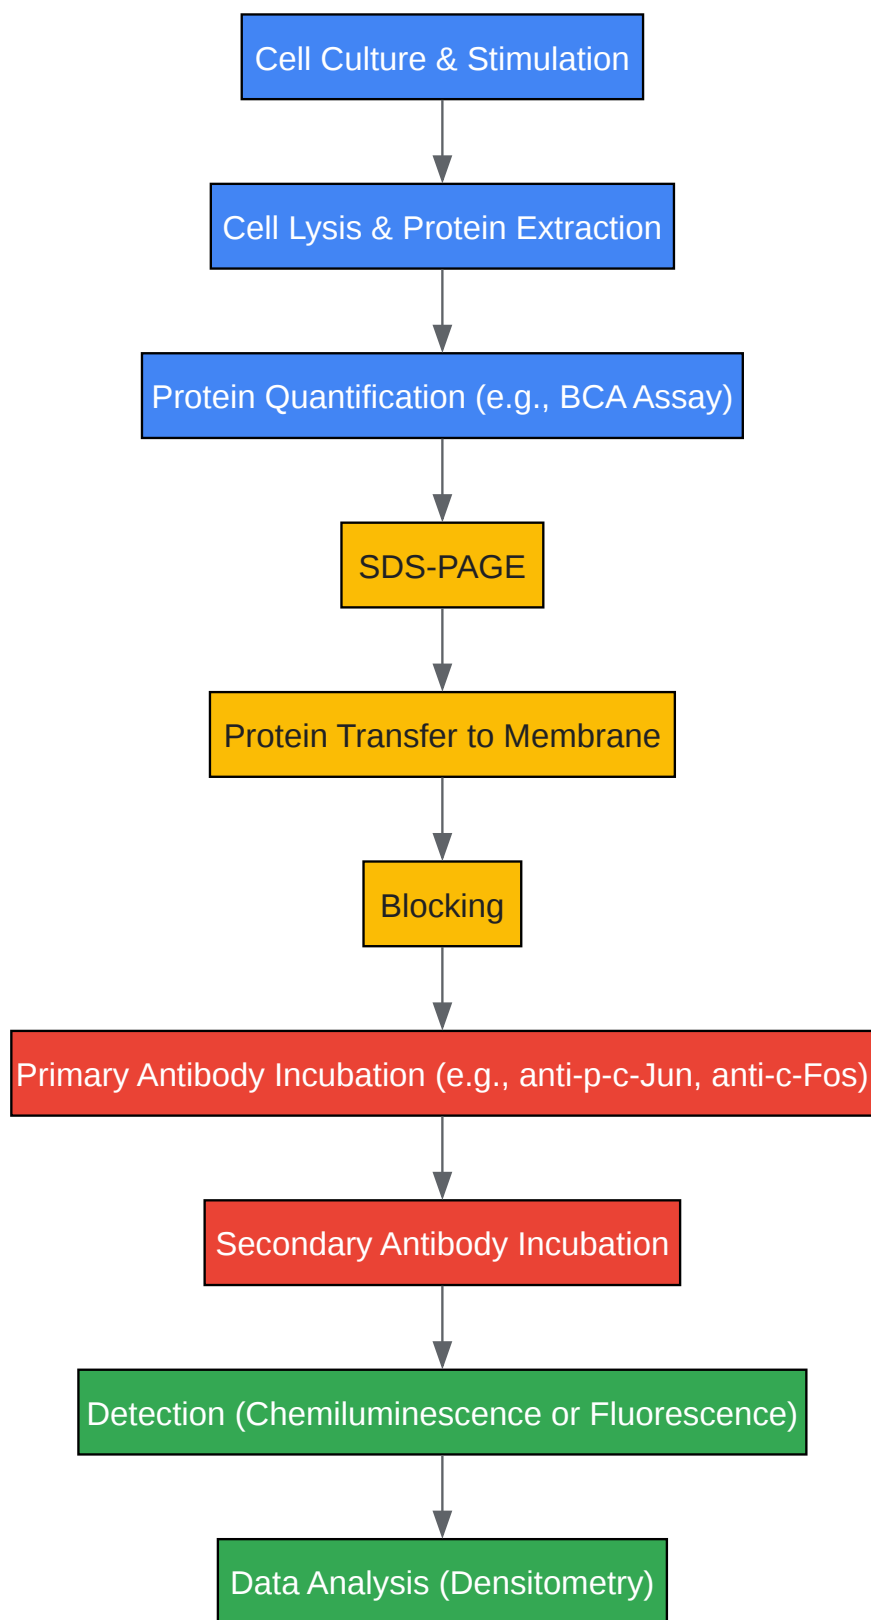 Cell Culture & Stimulation
Cell Lysis & Protein Extraction
Protein Quantification (e.g., BCA Assay)
SDS-PAGE
Protein Transfer to Membrane
Blocking
Primary Antibody Incubation (e.g., anti-p-c-Jun, anti-c-Fos)
Secondary Antibody Incubation
Detection (Chemiluminescence or Fluorescence)
Data Analysis (Densitometry)